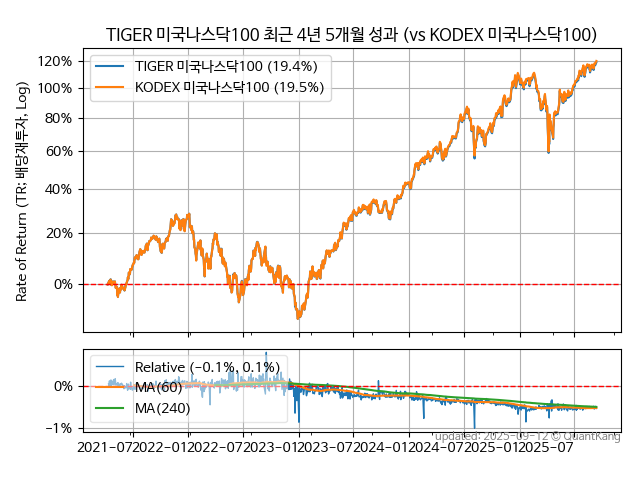 TIGER 미국나스닥100 최근 4년 5개월 성과 (vs KODEX 미국나스닥100)
TIGER 미국나스닥100 (19.4%)
KODEX 미국나스닥100 (19.5%)
Rate of Return (TR: 배당재투자, Log)
120%
100%
80%
60%
40%
20%
0%
Relative (−0.1%, 0.1%)
MA(60)
MA(240)
0%
−1%
2021-07
2022-01
2022-07
2023-01
2023-07
2024-01
2024-07
2025-01
2025-07
updated: 2025-09-12 © QuantKang